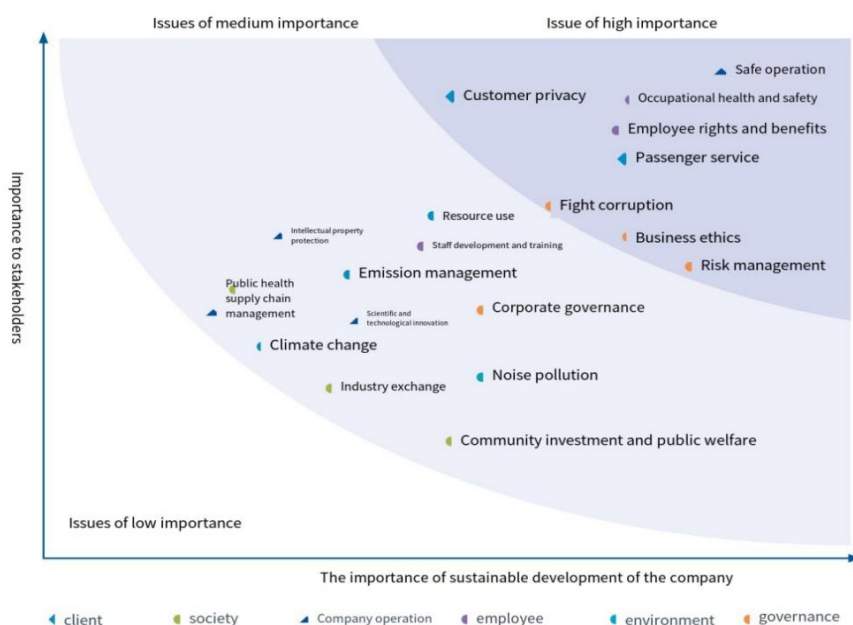 Issues of medium importance
Issue of high importance
Safe operation
Customer privacy
Occupational health and safety
Employee rights and benefits
Passenger service
Fight corruption
Resource use
Intellectual property
protection
Business ethics
Staff development and training
Risk management
Emission management
Public health
supply chain
management
Corporate governance
Scientific and
technological innovation
Climate change
Noise pollution
Industry exchange
Community investment and public welfare
Importance to stakeholders
Issues of low importance
The importance of sustainable development of the company
client
society
Company operation
employee
environment
governance